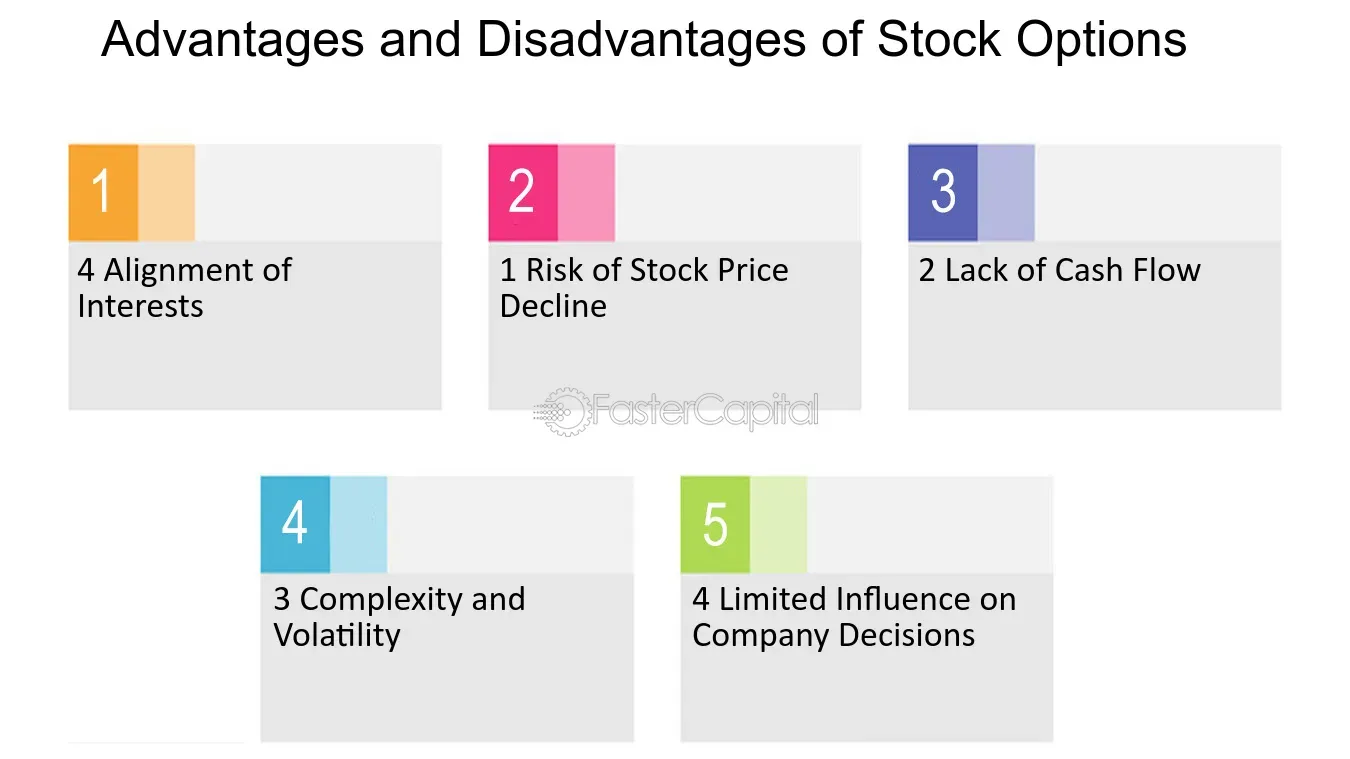 Advantages and Disadvantages of Stock Options
1
2
3
4 Alignment of
Interests
1 Risk of Stock Price
Decline
2 Lack of Cash Flow
FasterCapital
4
5
3 Complexity and
Volatility
4 Limited Influence on
Company Decisions